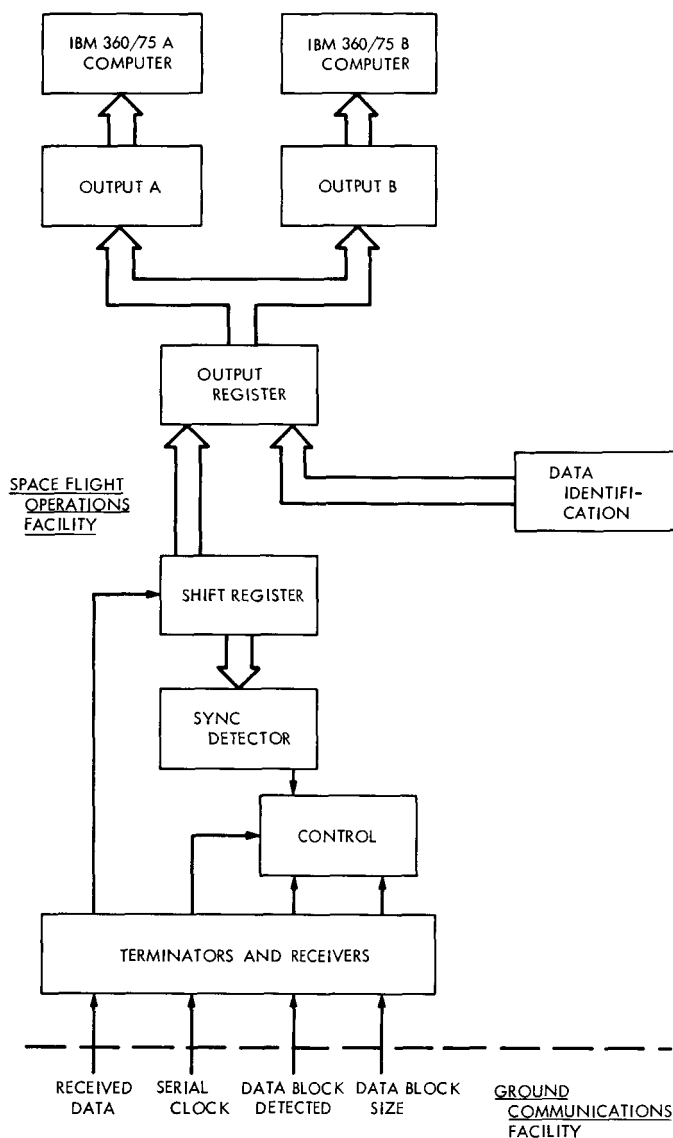 IBM 360/75 A
COMPUTER
IBM 360/75 B
COMPUTER
OUTPUT A
OUTPUT B
OUTPUT
REGISTER
DATA
IDENTIFI-
CATION
SPACE FLIGHT
OPERATIONS
FACILITY
SHIFT REGISTER
SYNC
DETECTOR
CONTROL
TERMINATORS AND RECEIVERS
RECEIVED
DATA
SERIAL
CLOCK
DATA BLOCK
DETECTED
DATA BLOCK
SIZE
GROUND
COMMUNICATIONS
FACILITY